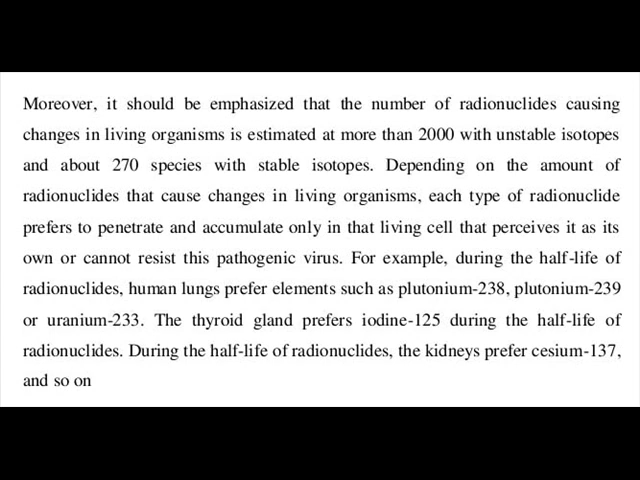 Moreover, it should be emphasized that the number of radionuclides causing
changes in living organisms is estimated at more than 2000 with unstable isotopes
and about 270 species with stable isotopes. Depending on the amount of
radionuclides that cause changes in living organisms, each type of radionuclide
prefers to penetrate and accumulate only in that living cell that perceives it as its
own or cannot resist this pathogenic virus. For example, during the half-life of
radionuclides, human lungs prefer elements such as plutonium-238, plutonium-239
or uranium-233. The thyroid gland prefers iodine-125 during the half-life of
radionuclides. During the half-life of radionuclides, the kidneys prefer cesium-137,
and so on